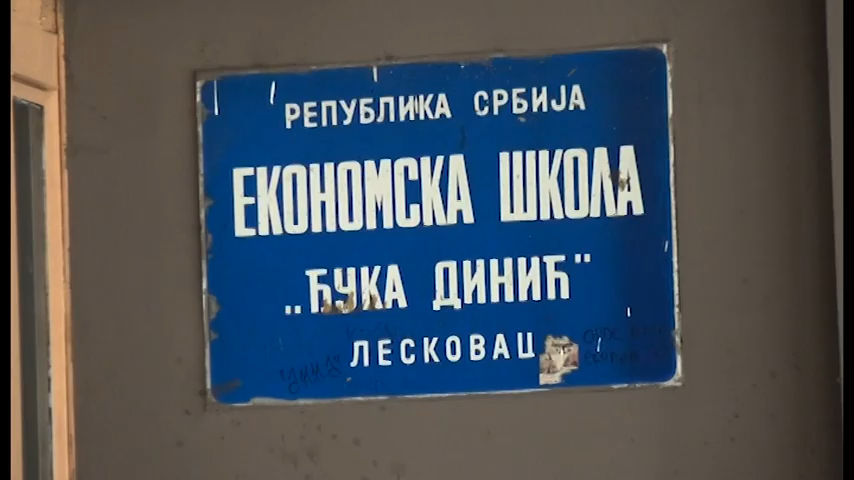 РЕПУБЛИКА СРБИЈА
ЕКОНОМСКА ШКОЛА
„ЂУКА ДИНИЋ"
ЛЕСКОВАЦ